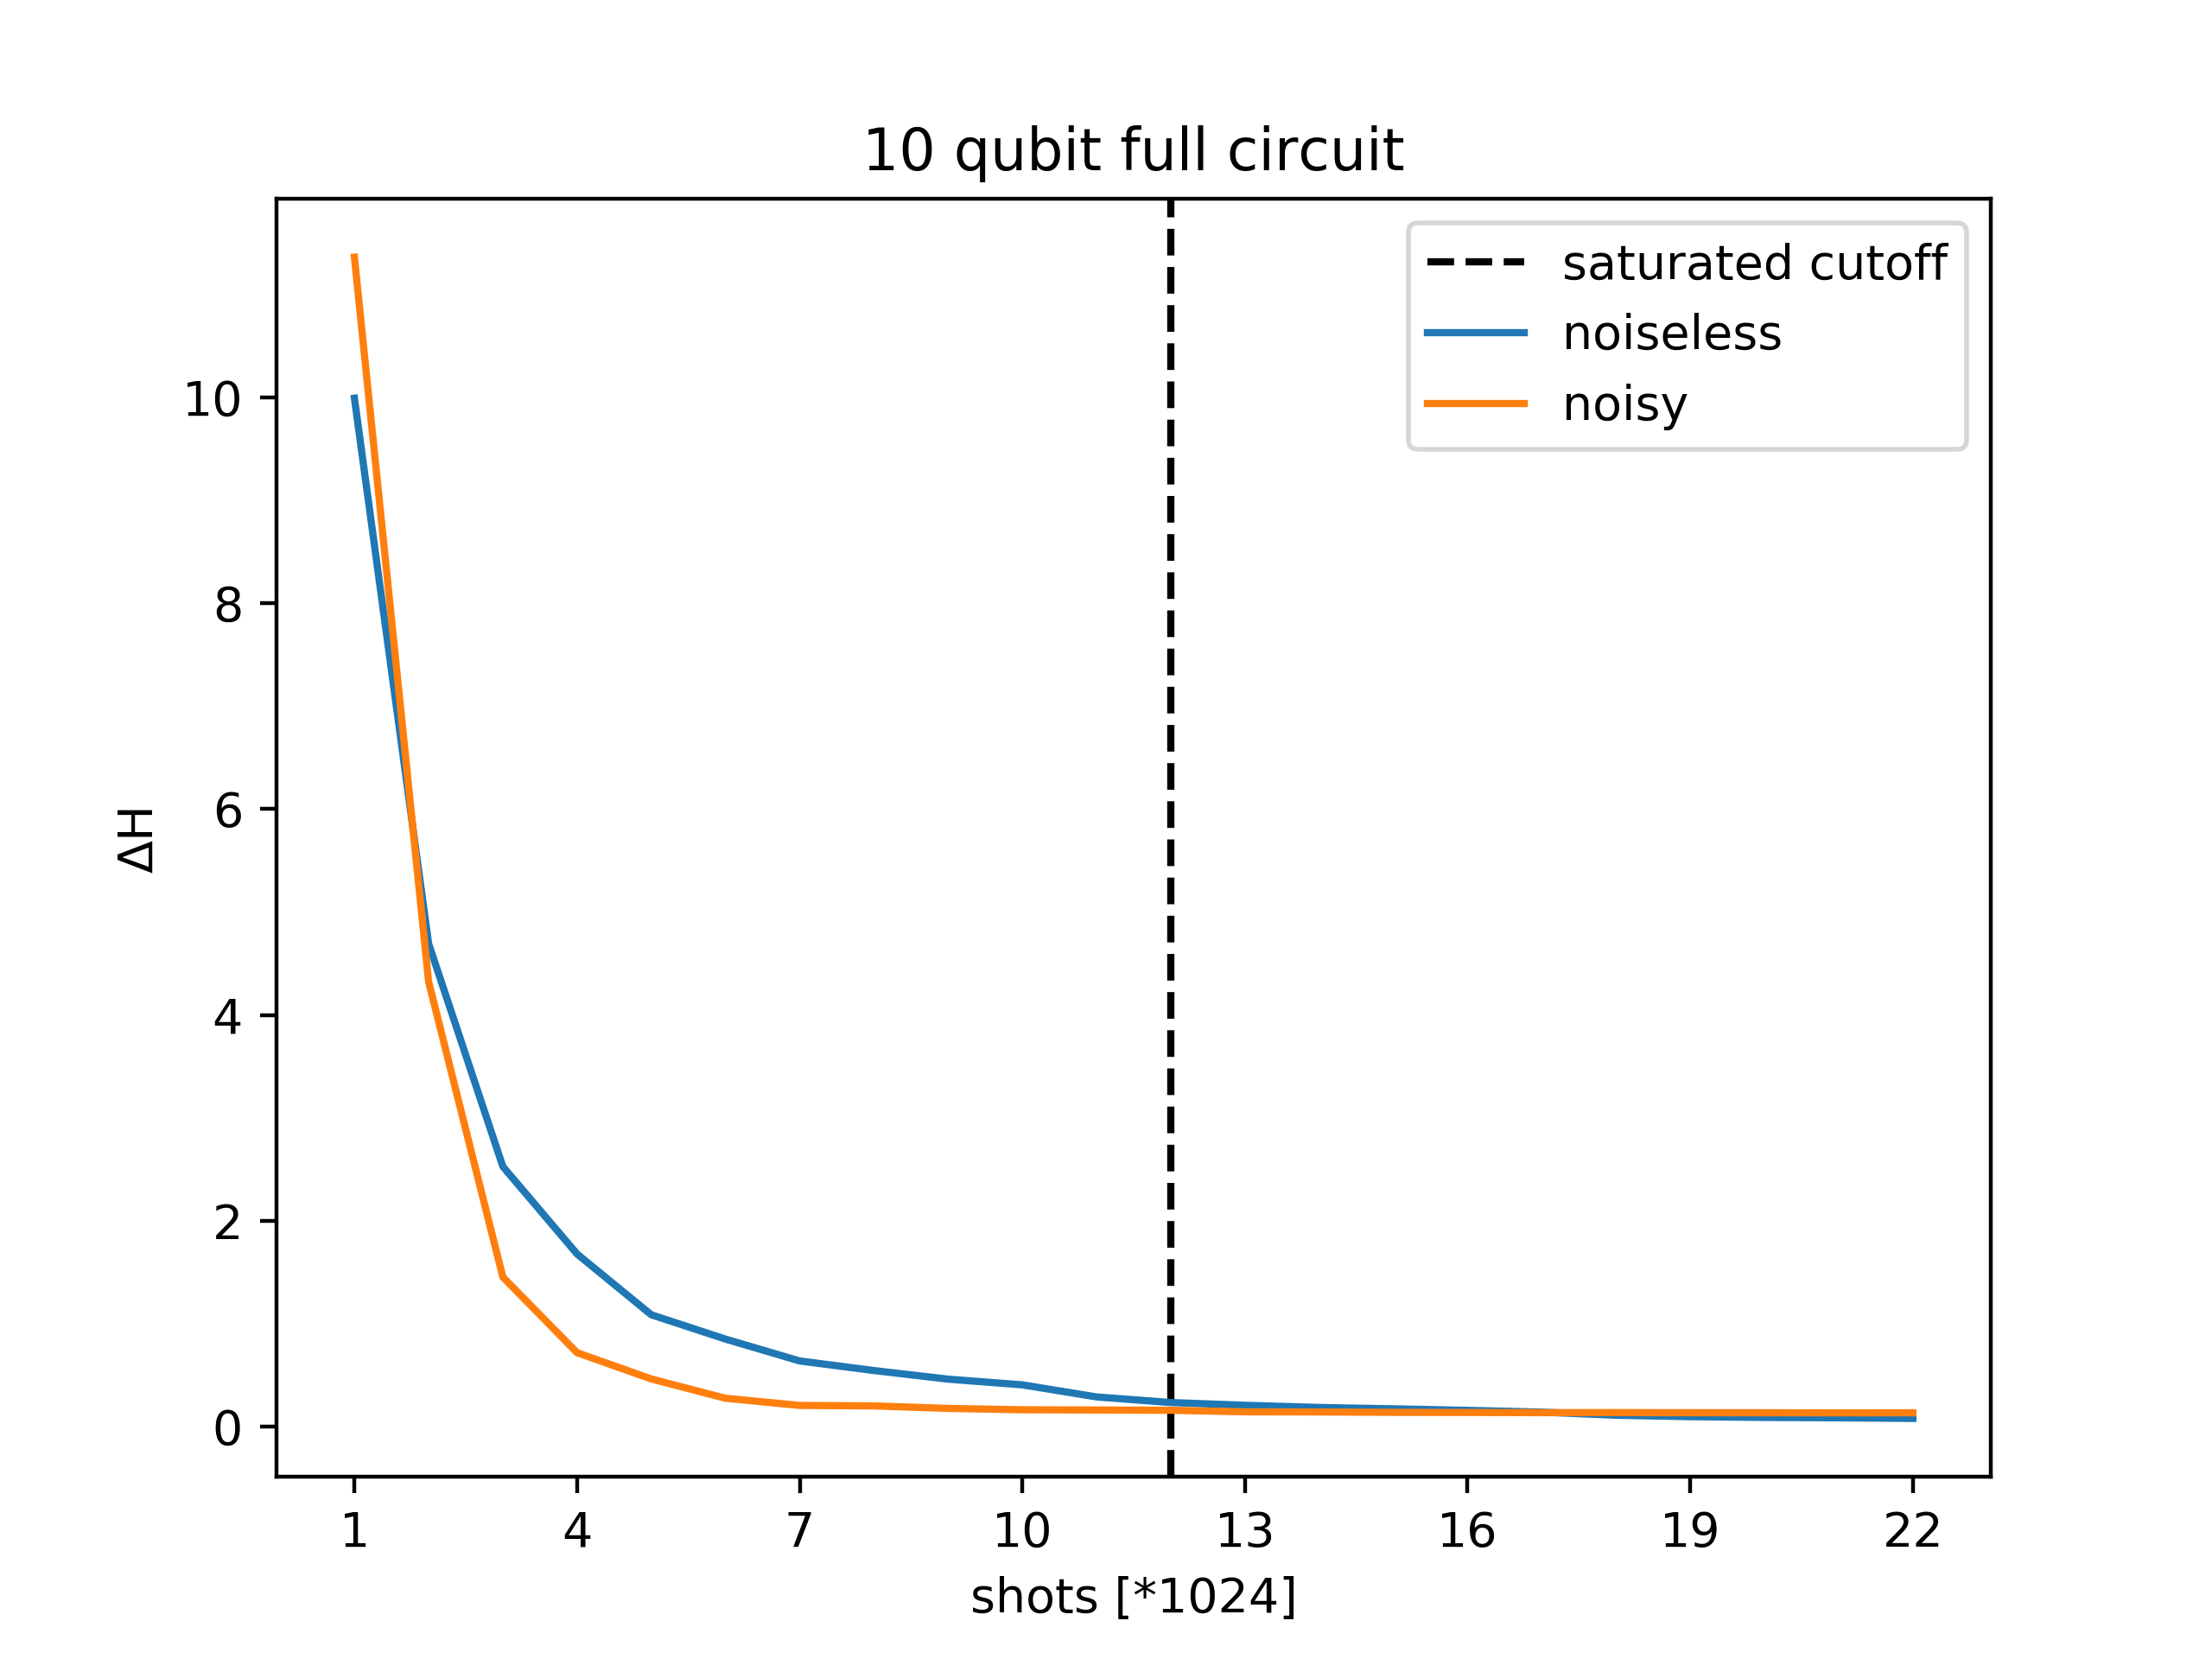 10 qubit full circuit
saturated cutoff
noiseless
noisy
10
8
6
4
2
0
ΔH
1 4 7 10 13 16 19 22
shots [*1024]